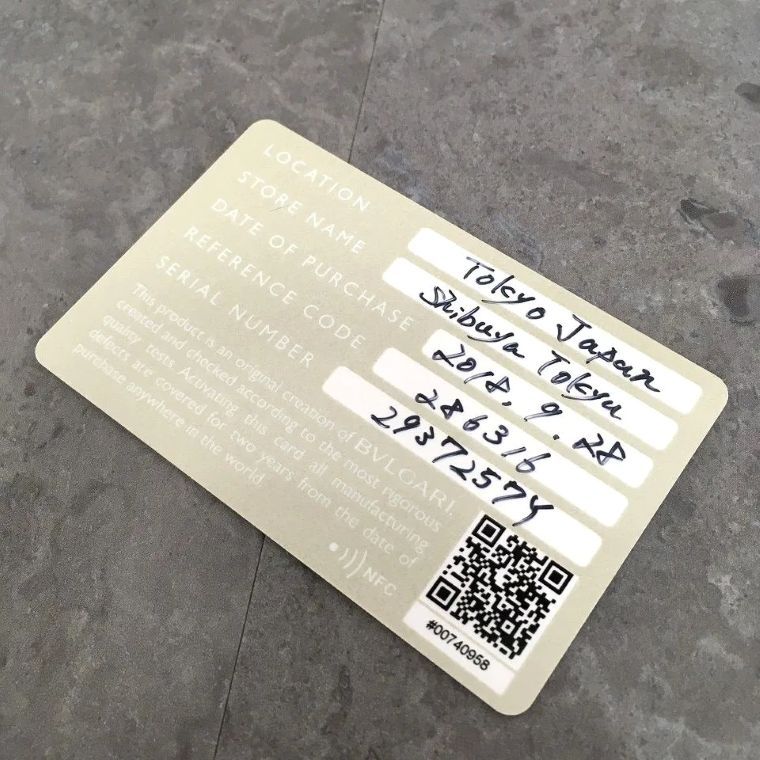 LOCATION
Tokyo Japan
STORE NAME
Shibuya Tokyu
DATE OF PURCHASE
2018. 9. 28
REFERENCE CODE
286316
SERIAL NUMBER
29372574
This product is an original creation of BVLGARI,
created and checked according to the most rigorous
quality tests. Activating this card all manufacturing
defects are covered for two years from the date of
purchase anywhere in the world.
NFC
#00740958